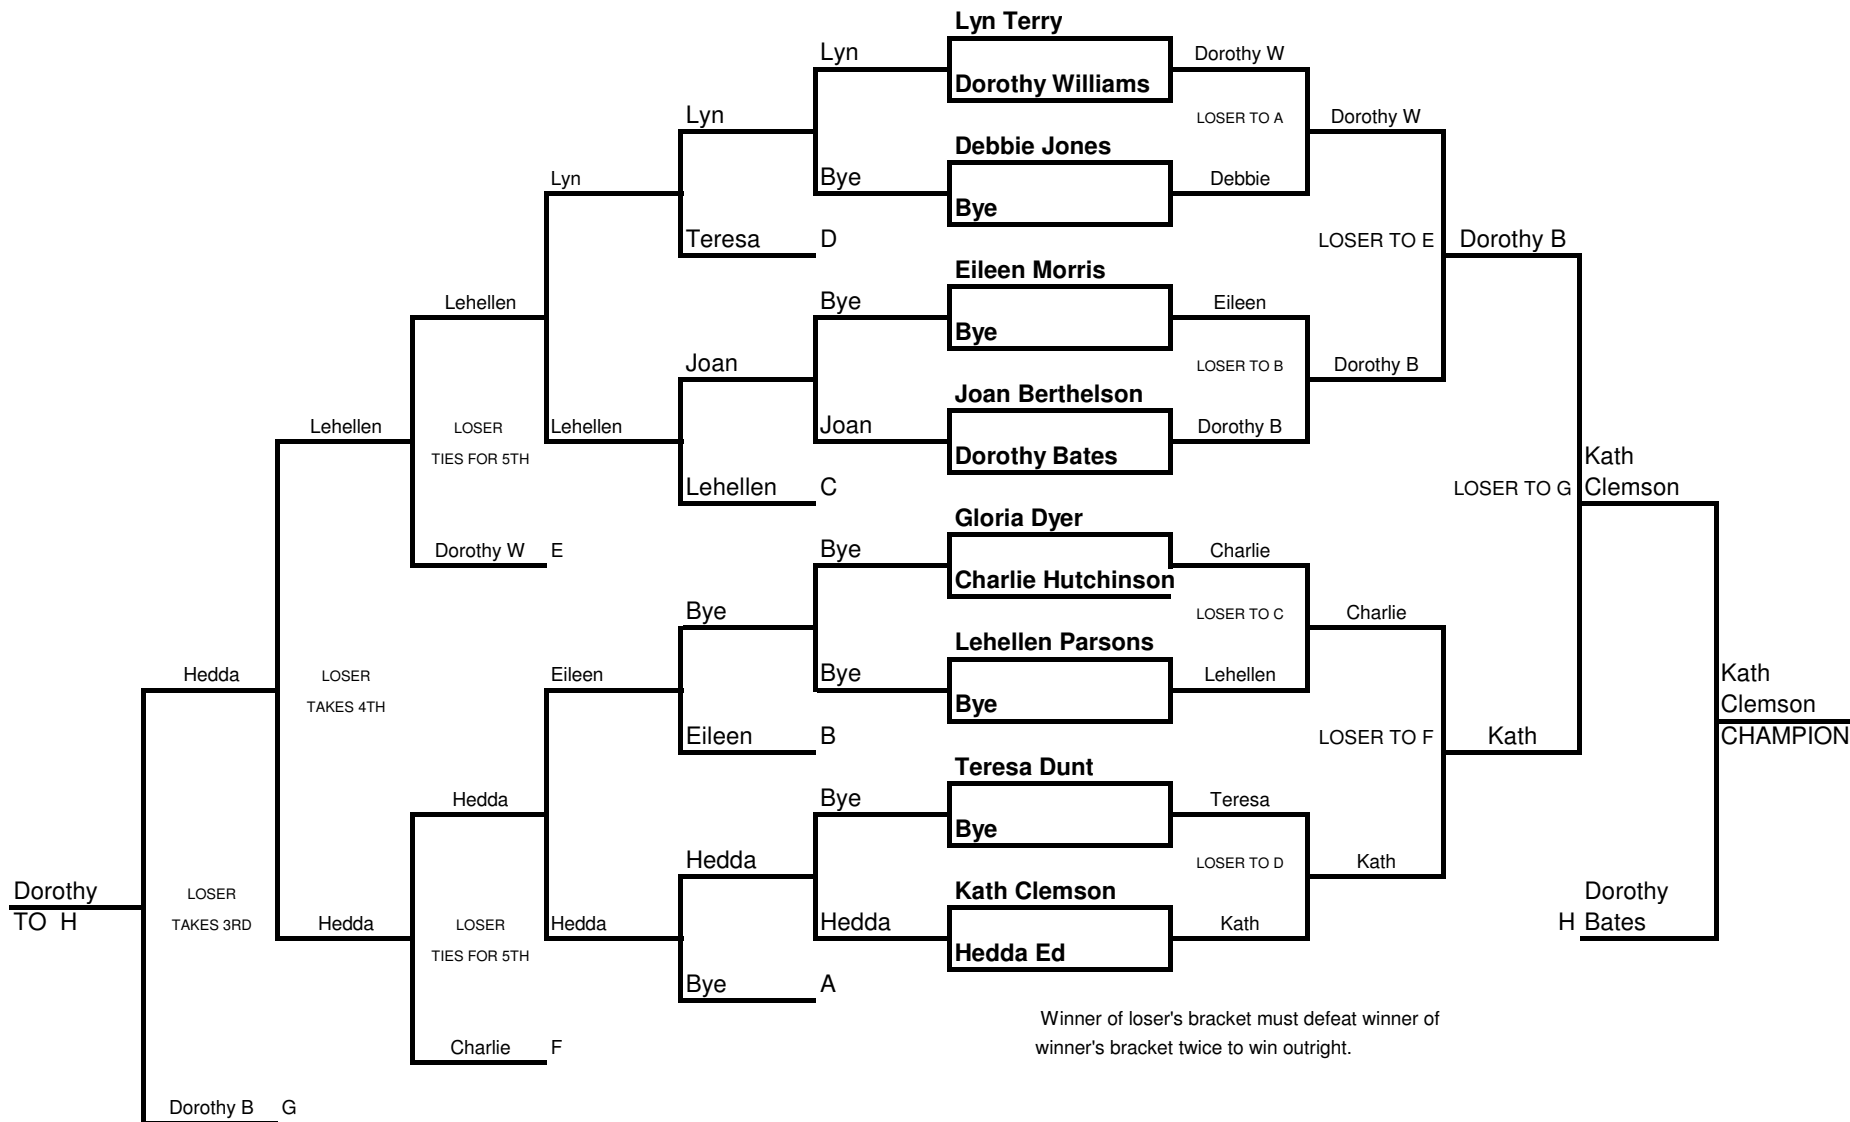 Lyn Terry
Lyn
Dorothy W
Dorothy Williams
Lyn
LOSER TO A
Dorothy W
Debbie Jones
Lyn
Bye
Debbie
Bye
Teresa
D
LOSER TO E
Dorothy B
Eileen Morris
Lehellen
Bye
Eileen
Bye
Joan
LOSER TO B
Dorothy B
Joan Berthelson
Lehellen
LOSER
Lehellen
Joan
Dorothy B
TIES FOR 5TH
Dorothy Bates
Kath
Lehellen
C
LOSER TO G
Clemson
Gloria Dyer
Dorothy W
E
Bye
Charlie
Charlie Hutchinson
Bye
LOSER TO C
Charlie
Lehellen Parsons
Hedda
LOSER
Eileen
Bye
Lehellen
Kath
TAKES 4TH
Bye
Clemson
Eileen
B
LOSER TO F
Kath
CHAMPION
Teresa Dunt
Hedda
Bye
Teresa
Bye
Hedda
LOSER TO D
Kath
Dorothy
LOSER
Kath Clemson
Dorothy
TO H
TAKES 3RD
Hedda
LOSER
Hedda
Hedda
Kath
H
Bates
TIES FOR 5TH
Hedda Ed
Bye
A
Winner of loser's bracket must defeat winner of
winner's bracket twice to win outright.
Charlie
F
Dorothy B
G